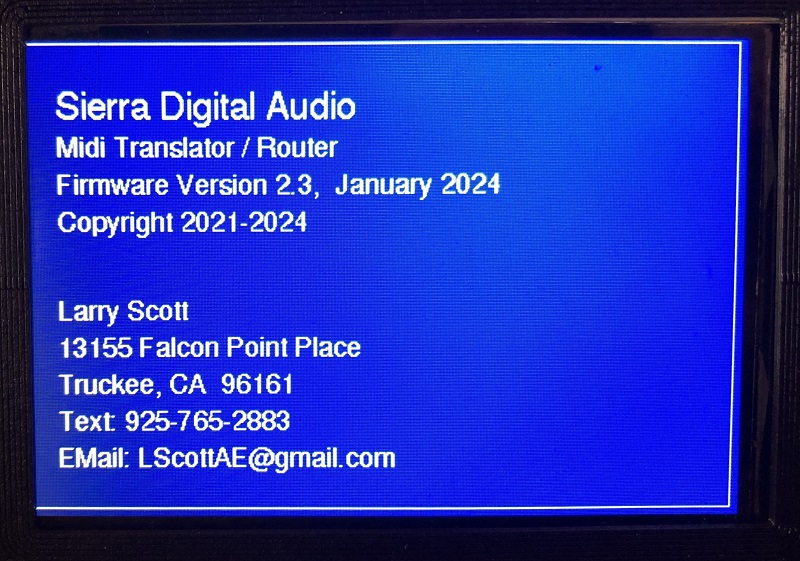 Sierra Digital Audio
Midi Translator / Router
Firmware Version 2.3,  January 2024
Copyright 2021-2024
Larry Scott
13155 Falcon Point Place
Truckee, CA  96161
Text: 925-765-2883
EMail: LScottAE@gmail.com